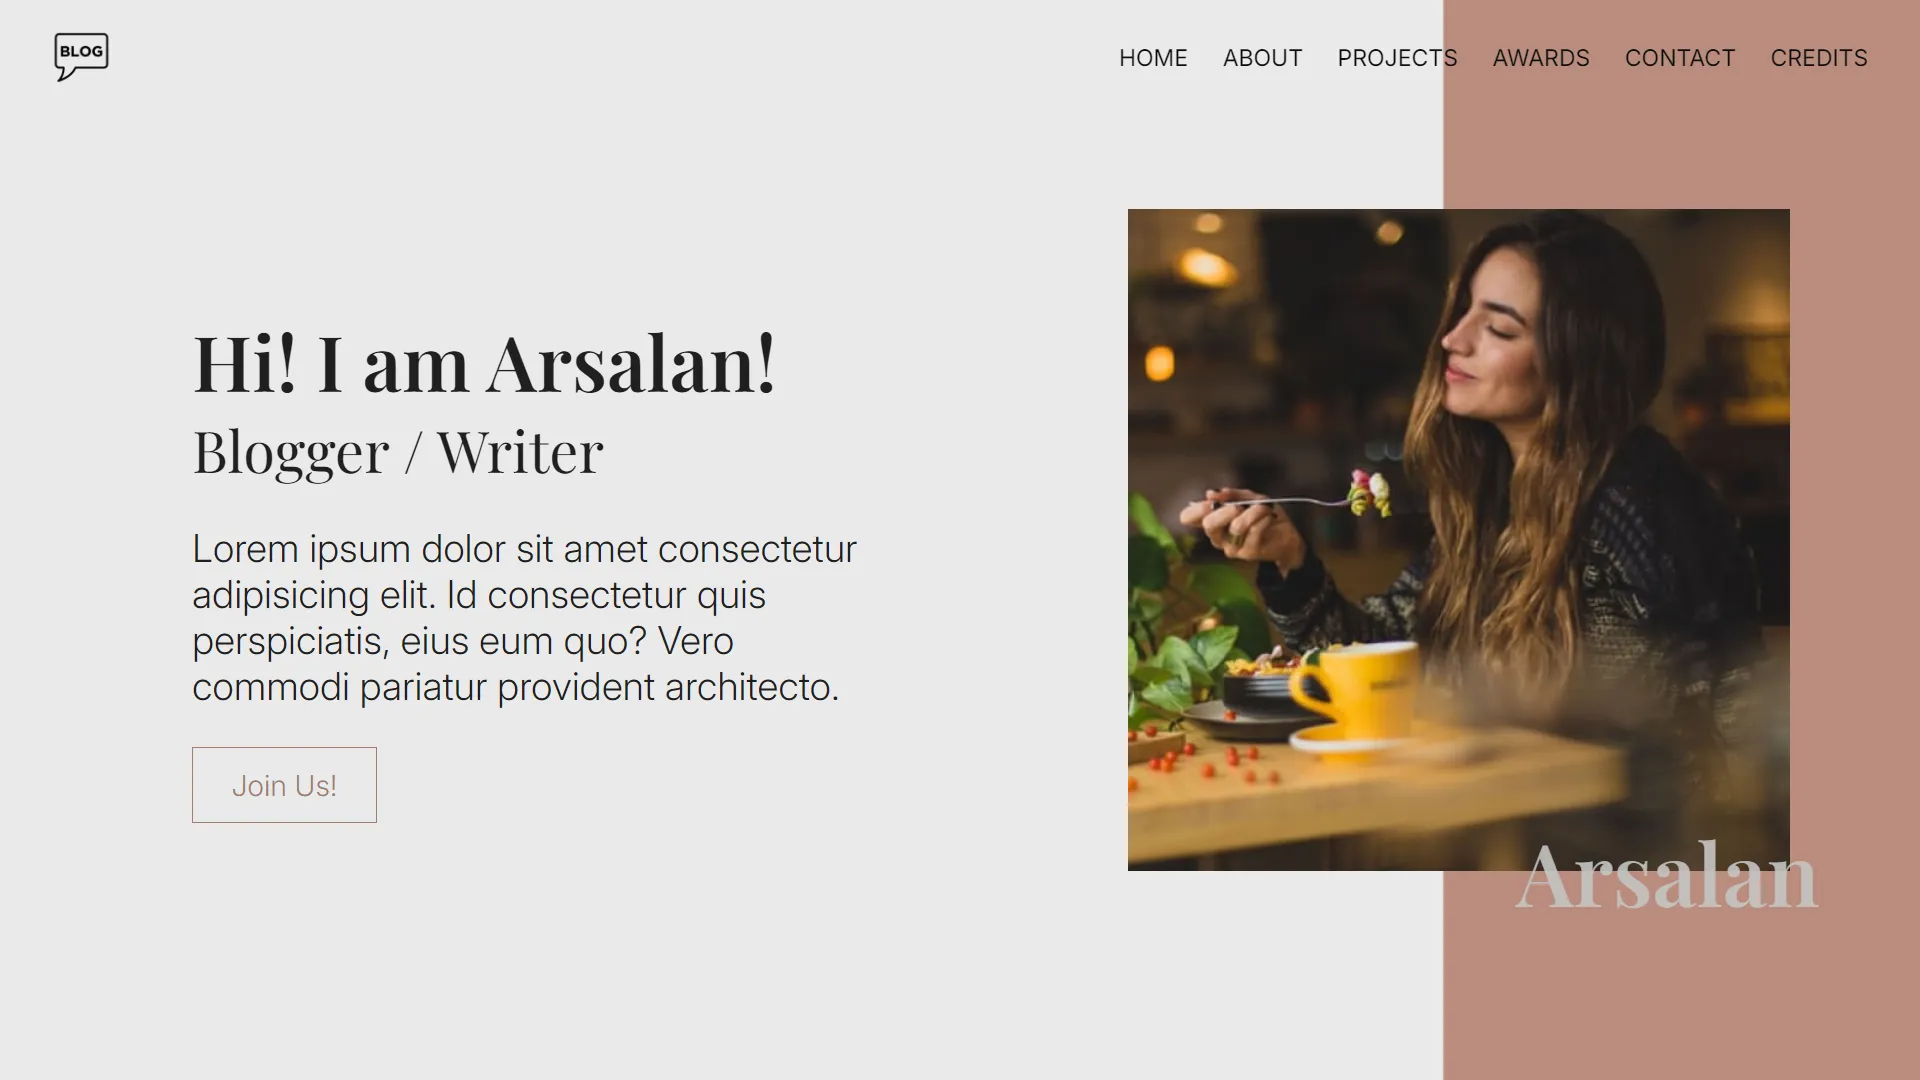 BLOG
HOME ABOUT PROJECTS AWARDS CONTACT CREDITS
Hi! I am Arsalan!
Blogger / Writer
Lorem ipsum dolor sit amet consectetur
adipisicing elit. Id consectetur quis
perspiciatis, eius eum quo? Vero
commodi pariatur provident architecto.
Join Us!
Arsalan